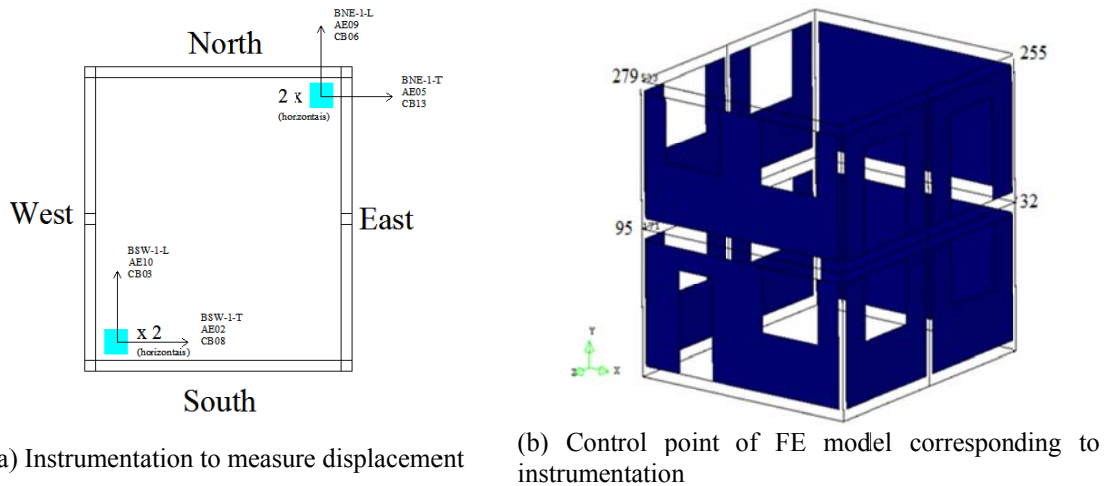 North
BNE-1-L
AE09
CB06
BNE-1-T
AE05
CB13
2 x
(horzontais)
West
East
BSW-1-L
AE10
CB03
x 2
(horizontais)
BSW-1-T
AE02
CB08
South
a) Instrumentation to measure displacement
255
279
32
95
Y
Z
X
(b) Control point of FE model corresponding to
instrumentation